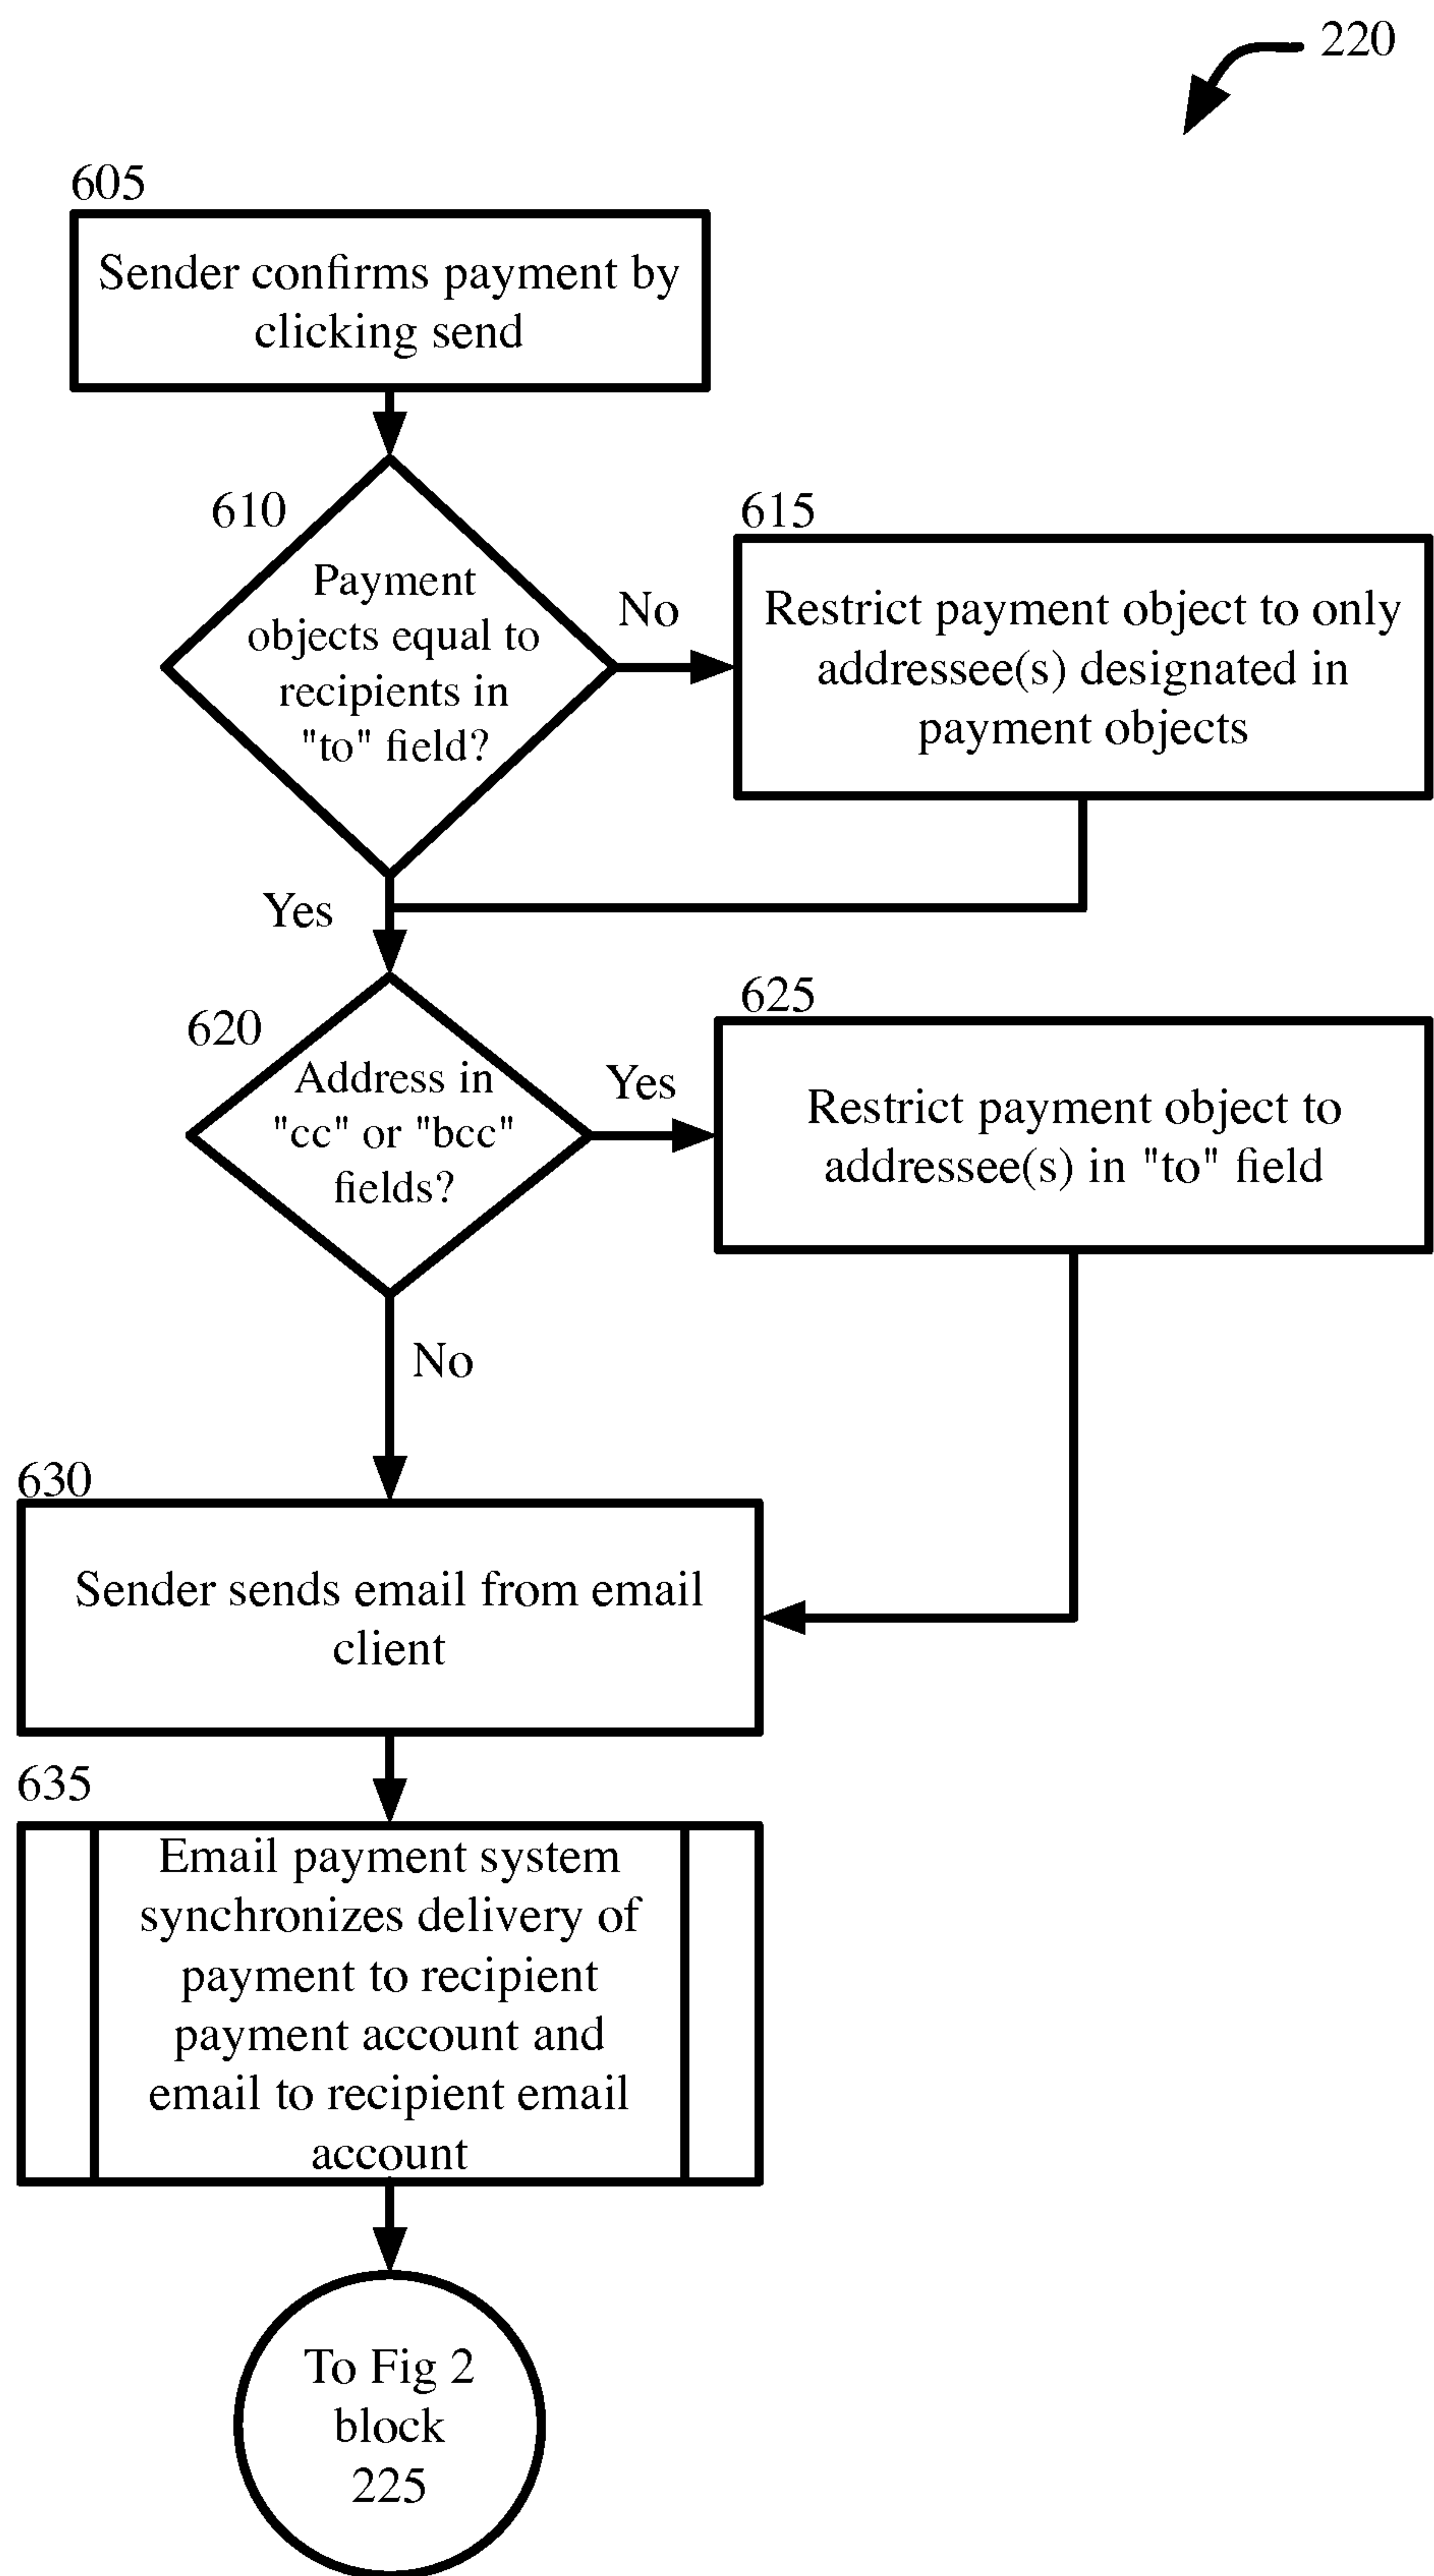 220
605
Sender confirms payment by
clicking send
610
Payment
objects equal to
recipients in
"to" field?
No
615
Restrict payment object to only
addressee(s) designated in
payment objects
Yes
620
Address in
"cc" or "bcc"
fields?
Yes
625
Restrict payment object to
addressee(s) in "to" field
No
630
Sender sends email from email
client
635
Email payment system
synchronizes delivery of
payment to recipient
payment account and
email to recipient email
account
To Fig 2
block
225